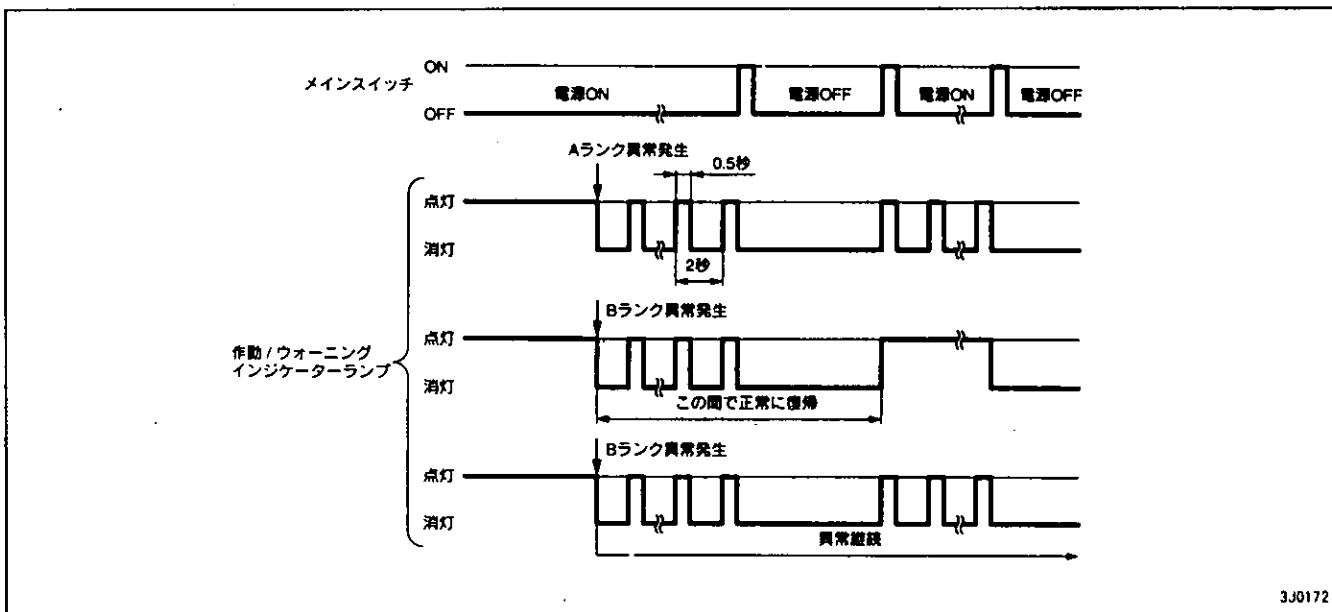 メインスイッチ
ON
OFF
電源ON
電源OFF
電源ON
電源OFF
Aランク異常発生
0.5秒
点灯
消灯
2秒
Bランク異常発生
点灯
消灯
この間で正常に復帰
作動/ウォーニング
インジケーターランプ
Bランク異常発生
点灯
消灯
異常継続
3J0172